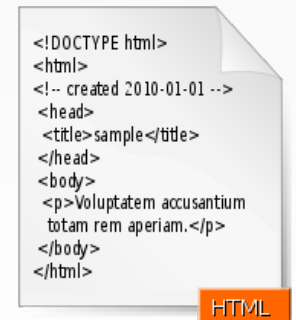 <!DOCTYPE html>
<html>
<!-- created 2010-01-01 -->
<head>
<title>sample</title>
</head>
<body>
<p>Voluptatem accusantium
totam rem aperiam.</p>
</body>
</html>
HTML